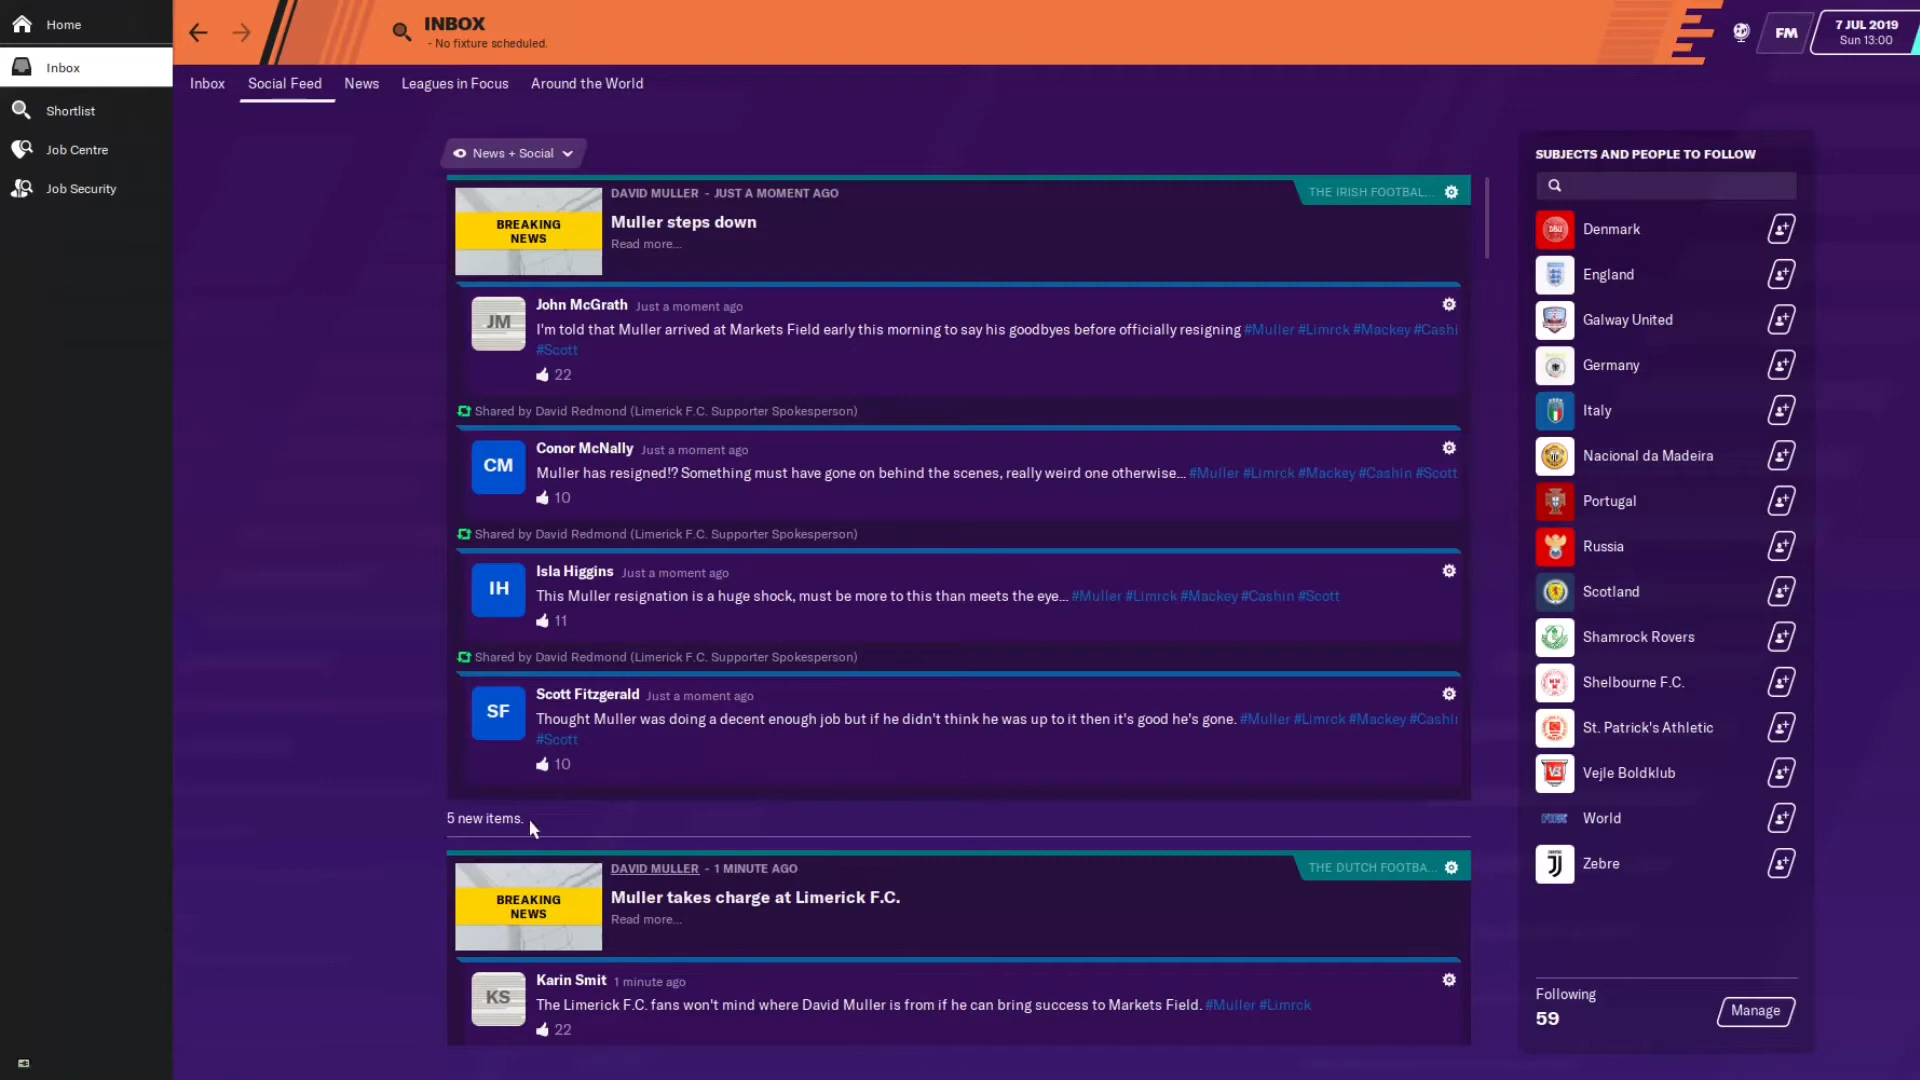 Home
Inbox
Shortlist
Job Centre
Job Security
INBOX
- No fixture scheduled.
FM
7 JUL 2019
Sun 13:00
Inbox Social Feed News Leagues in Focus Around the World
News + Social
BREAKING
NEWS
DAVID MULLER - JUST A MOMENT AGO
THE IRISH FOOTBAL...
Muller steps down
Read more...
JM
John McGrath Just a moment ago
I'm told that Muller arrived at Markets Field early this morning to say his goodbyes before officially resigning #Muller #Limrck #Mackey #Cashi
#Scott
22
Shared by David Redmond (Limerick F.C. Supporter Spokesperson)
CM
Conor McNally Just a moment ago
Muller has resigned!? Something must have gone on behind the scenes, really weird one otherwise... #Muller #Limrck #Mackey #Cashin #Scott
10
Shared by David Redmond (Limerick F.C. Supporter Spokesperson)
IH
Isla Higgins Just a moment ago
This Muller resignation is a huge shock, must be more to this than meets the eye... #Muller #Limrck #Mackey #Cashin #Scott
11
Shared by David Redmond (Limerick F.C. Supporter Spokesperson)
SF
Scott Fitzgerald Just a moment ago
Thought Muller was doing a decent enough job but if he didn't think he was up to it then it's good he's gone. #Muller #Limrck #Mackey #Cashi
#Scott
10
5 new items.
BREAKING
NEWS
DAVID MULLER - 1 MINUTE AGO
THE DUTCH FOOTBA...
Muller takes charge at Limerick F.C.
Read more...
KS
Karin Smit 1 minute ago
The Limerick F.C. fans won't mind where David Muller is from if he can bring success to Markets Field. #Muller #Limrck
22
SUBJECTS AND PEOPLE TO FOLLOW
Denmark
England
Galway United
Germany
Italy
Nacional da Madeira
Portugal
Russia
Scotland
Shamrock Rovers
Shelbourne F.C.
St. Patrick's Athletic
Vejle Boldklub
World
Zebre
Following
59
Manage